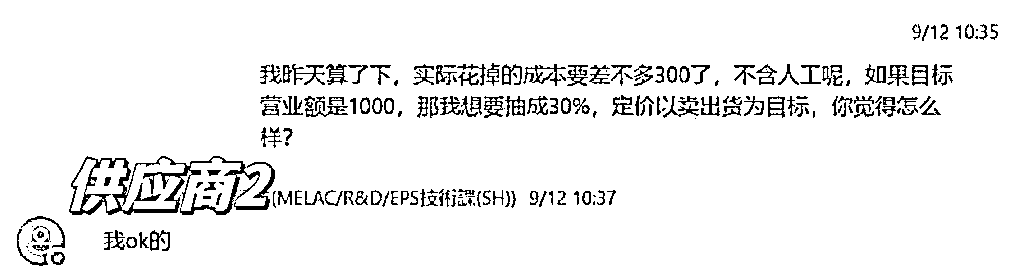 9/12 10:35
我昨天算了下，实际花掉的成本要差不多300了，不含人工呢，如果目标
营业额是1000，那我想要抽成30%，定价以卖出货为目标，你觉得怎么
样？
供应商2 (MELAC/R&D/EPS技術課(SH)) 9/12 10:37
我ok的